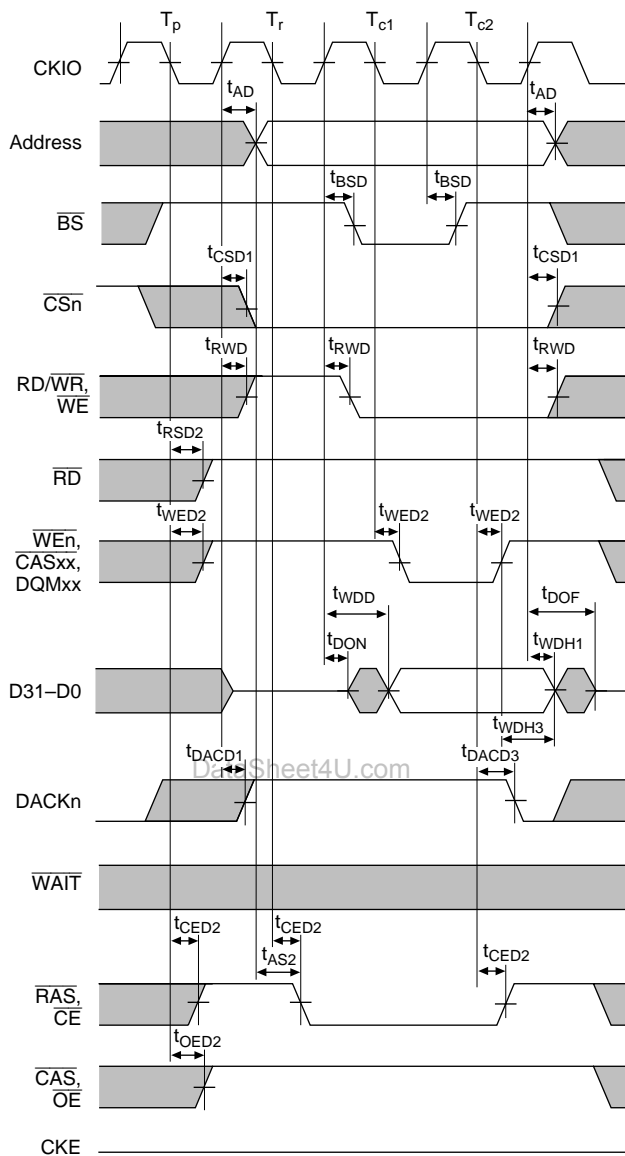 Tp Tr Tc1 Tc2
CKIO
tAD tAD
Address
tBSD tBSD
BS
tCSD1 tCSD1
CSn
tRWD tRWD tRWD
RD/WR,
WE
tRSD2
RD
tWED2 tWED2 tWED2
WEn,
CASxx,
DQMxx
tWDD tDOF
tDON tWDH1
D31–D0
tWDH3
tDACD1 tDACD3
DataSheet4U.com
DACKn
WAIT
tCED2 tCED2 tCED2
tAS2
RAS,
CE
tOED2
CAS,
OE
CKE